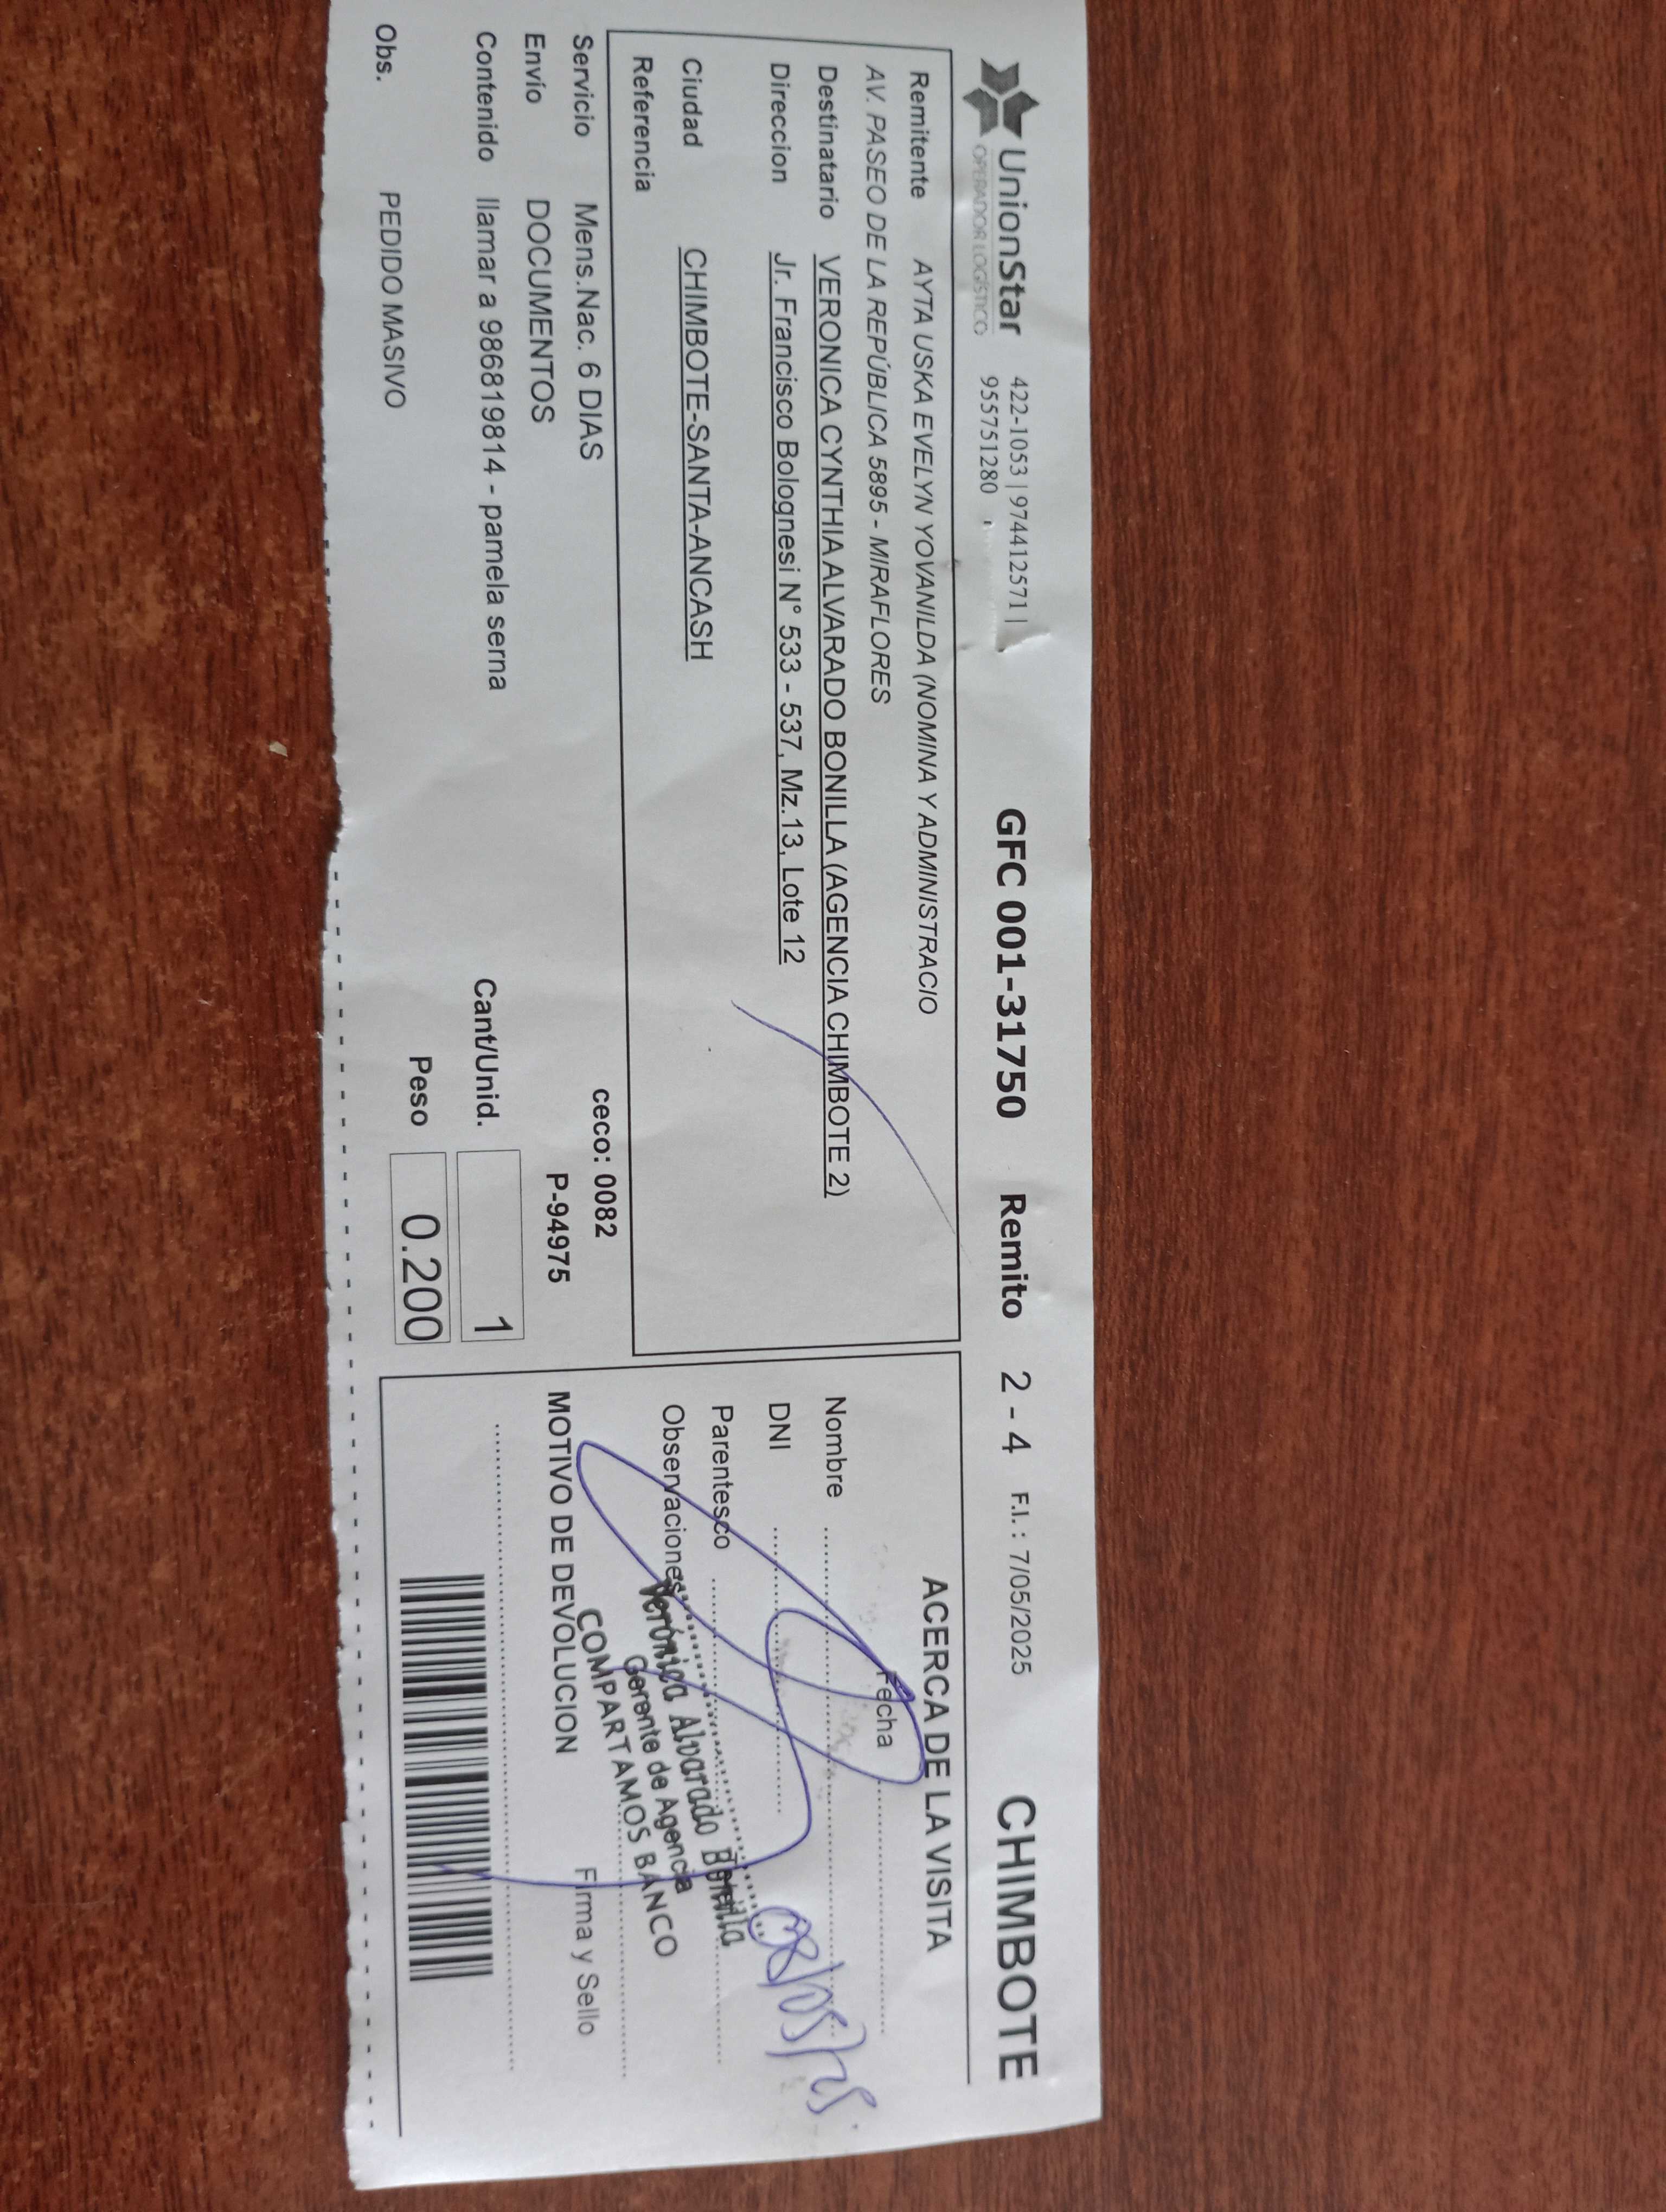 UnionStar
OPERADOR LOGÍSTICO
422-1053 | 974412571 |
955751280
GFC 001-31750 Remito 2 - 4 F.I. : 7/05/2025 CHIMBOTE
Remitente AYTA USKA EVELYN YOVANILDA (NOMINA Y ADMINISTRACIO
AV. PASEO DE LA REPÚBLICA 5895 - MIRAFLORES
Destinatario VERONICA CYNTHIA ALVARADO BONILLA (AGENCIA CHIMBOTE 2)
Direccion Jr. Francisco Bolognesi N° 533 - 537, Mz.13, Lote 12
Ciudad CHIMBOTE-SANTA-ANCASH
Referencia
Servicio Mens.Nac. 6 DIAS
ceco: 0082
Envío DOCUMENTOS
P-94975
Contenido llamar a 986819814 - pamela serna
Cant/Unid. 1
Obs. PEDIDO MASIVO
Peso 0.200
ACERCA DE LA VISITA
Fecha
Nombre
08/05/25
DNI
Parentesco
Observaciones
Verónica Alvarado Bonilla
Gerente de Agencia
COMPARTAMOS BANCO
MOTIVO DE DEVOLUCION
Firma y Sello